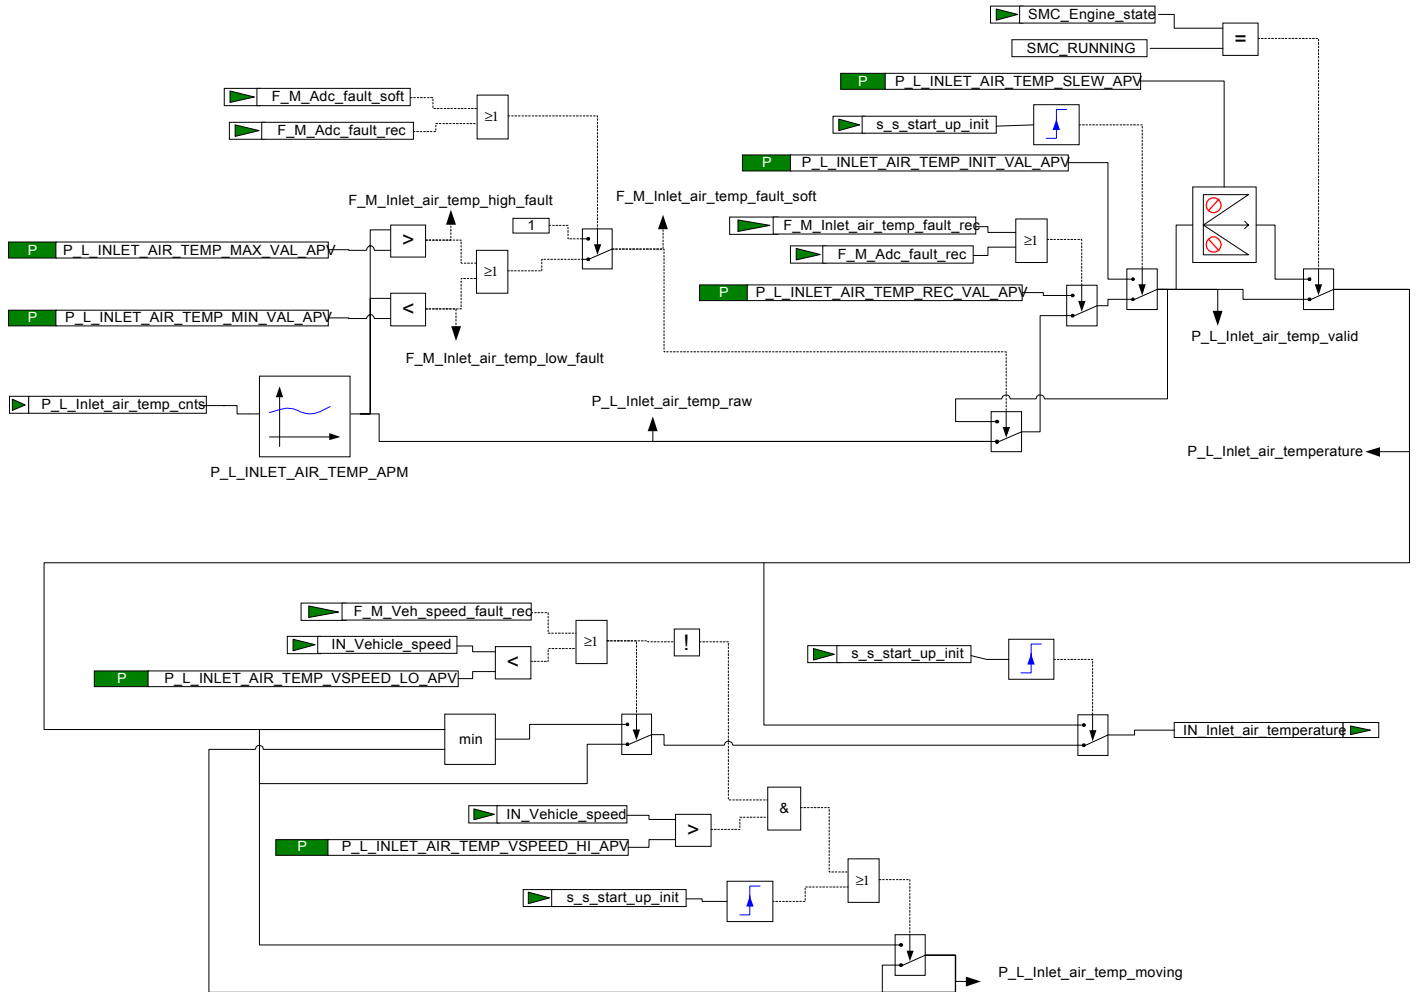 SMC_Engine_state
SMC_RUNNING
=
P P_L_INLET_AIR_TEMP_SLEW_APV
F_M_Adc_fault_soft
F_M_Adc_fault_rec
≥1
s_s_start_up_init
P P_L_INLET_AIR_TEMP_INIT_VAL_APV
F_M_Inlet_air_temp_high_fault
F_M_Inlet_air_temp_fault_soft
1
F_M_Inlet_air_temp_fault_rec
F_M_Adc_fault_rec
≥1
P P_L_INLET_AIR_TEMP_MAX_VAL_APV
>
≥1
P P_L_INLET_AIR_TEMP_REC_VAL_APV
P P_L_INLET_AIR_TEMP_MIN_VAL_APV
<
P_L_Inlet_air_temp_valid
F_M_Inlet_air_temp_low_fault
P_L_Inlet_air_temp_cnts
P_L_Inlet_air_temp_raw
P_L_INLET_AIR_TEMP_APM
P_L_Inlet_air_temperature
F_M_Veh_speed_fault_rec
IN_Vehicle_speed
≥1
!
<
P P_L_INLET_AIR_TEMP_VSPEED_LO_APV
s_s_start_up_init
min
IN_Inlet_air_temperature
IN_Vehicle_speed
&
>
P P_L_INLET_AIR_TEMP_VSPEED_HI_APV
≥1
s_s_start_up_init
P_L_Inlet_air_temp_moving